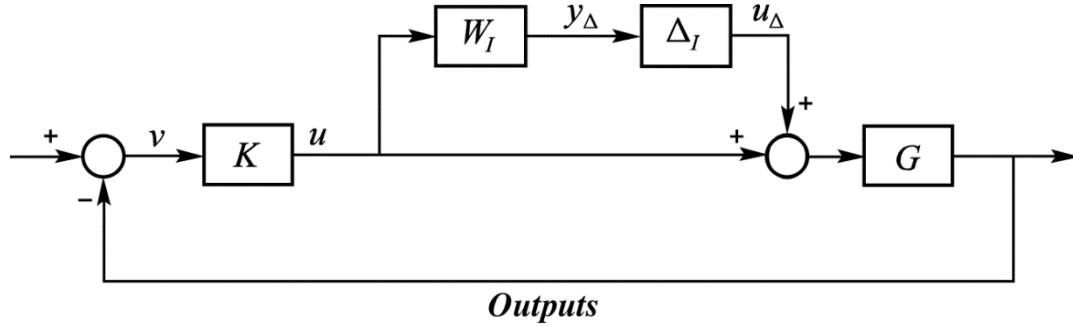 W_I y_Δ Δ_I u_Δ
+
+ v K u + G
-
Outputs